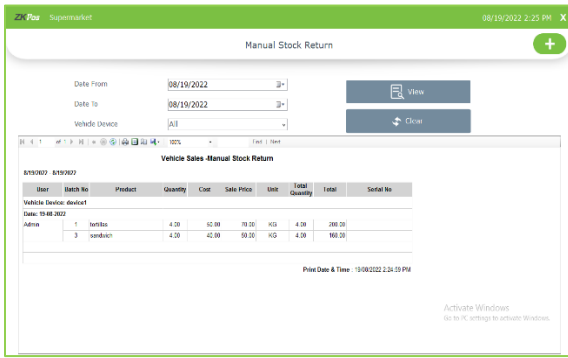 ZKPos Supermarket 08/19/2022 2:25 PM X
Manual Stock Return
Date From 08/19/2022
View
Date To 08/19/2022
Vehicle Device All
Clear
100% Find | Next
Vehicle Sales -Manual Stock Return
8/19/2022 - 8/19/2022
User Batch No Product Quantity Cost Sale Price Unit Total Quantity Total Serial No
Vehicle Device: device1
Date: 19-08-2022
Admin 1 tortillas 4.00 70.00 KG 4.00
3 sandwich 4.00 40.00 50.00 KG 4.00 160.00
Print Date & Time : 19/08/2022 2:24:59 PM
Activate Windows
Go to PC settings to activate Windows.